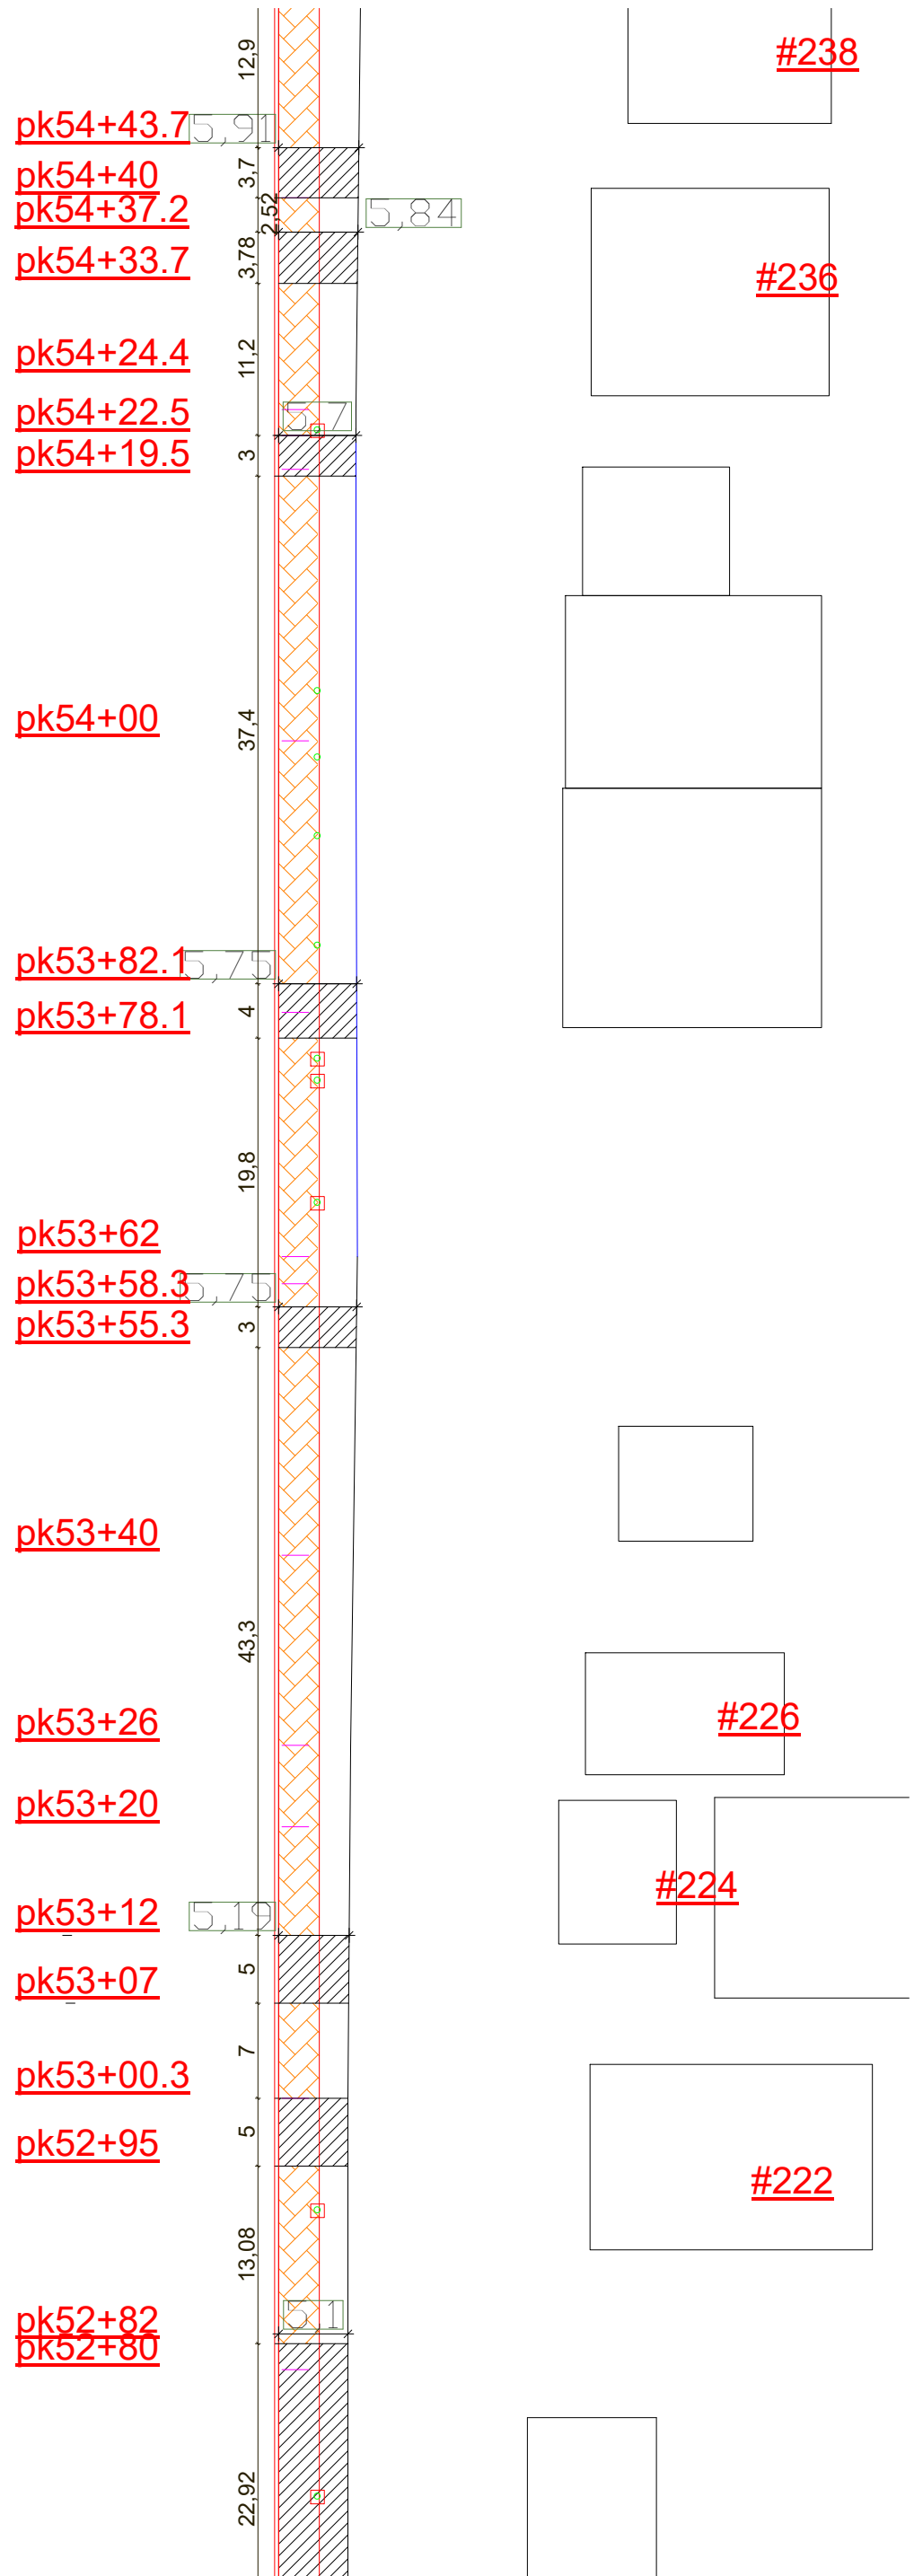 12,9
#238
pk54+43.7
5,91
3,7
pk54+40
pk54+37.2
2,52
5,84
pk54+33.7
3,78
#236
pk54+24.4
11,2
pk54+22.5
5,7
pk54+19.5
3
pk54+00
37,4
pk53+82.1
5,75
pk53+78.1
4
19,8
pk53+62
pk53+58.3
5,75
pk53+55.3
3
pk53+40
43,3
pk53+26
#226
pk53+20
#224
pk53+12
5,19
pk53+07
5
pk53+00.3
7
pk52+95
5
#222
13,08
pk52+82
5,1
pk52+80
22,92